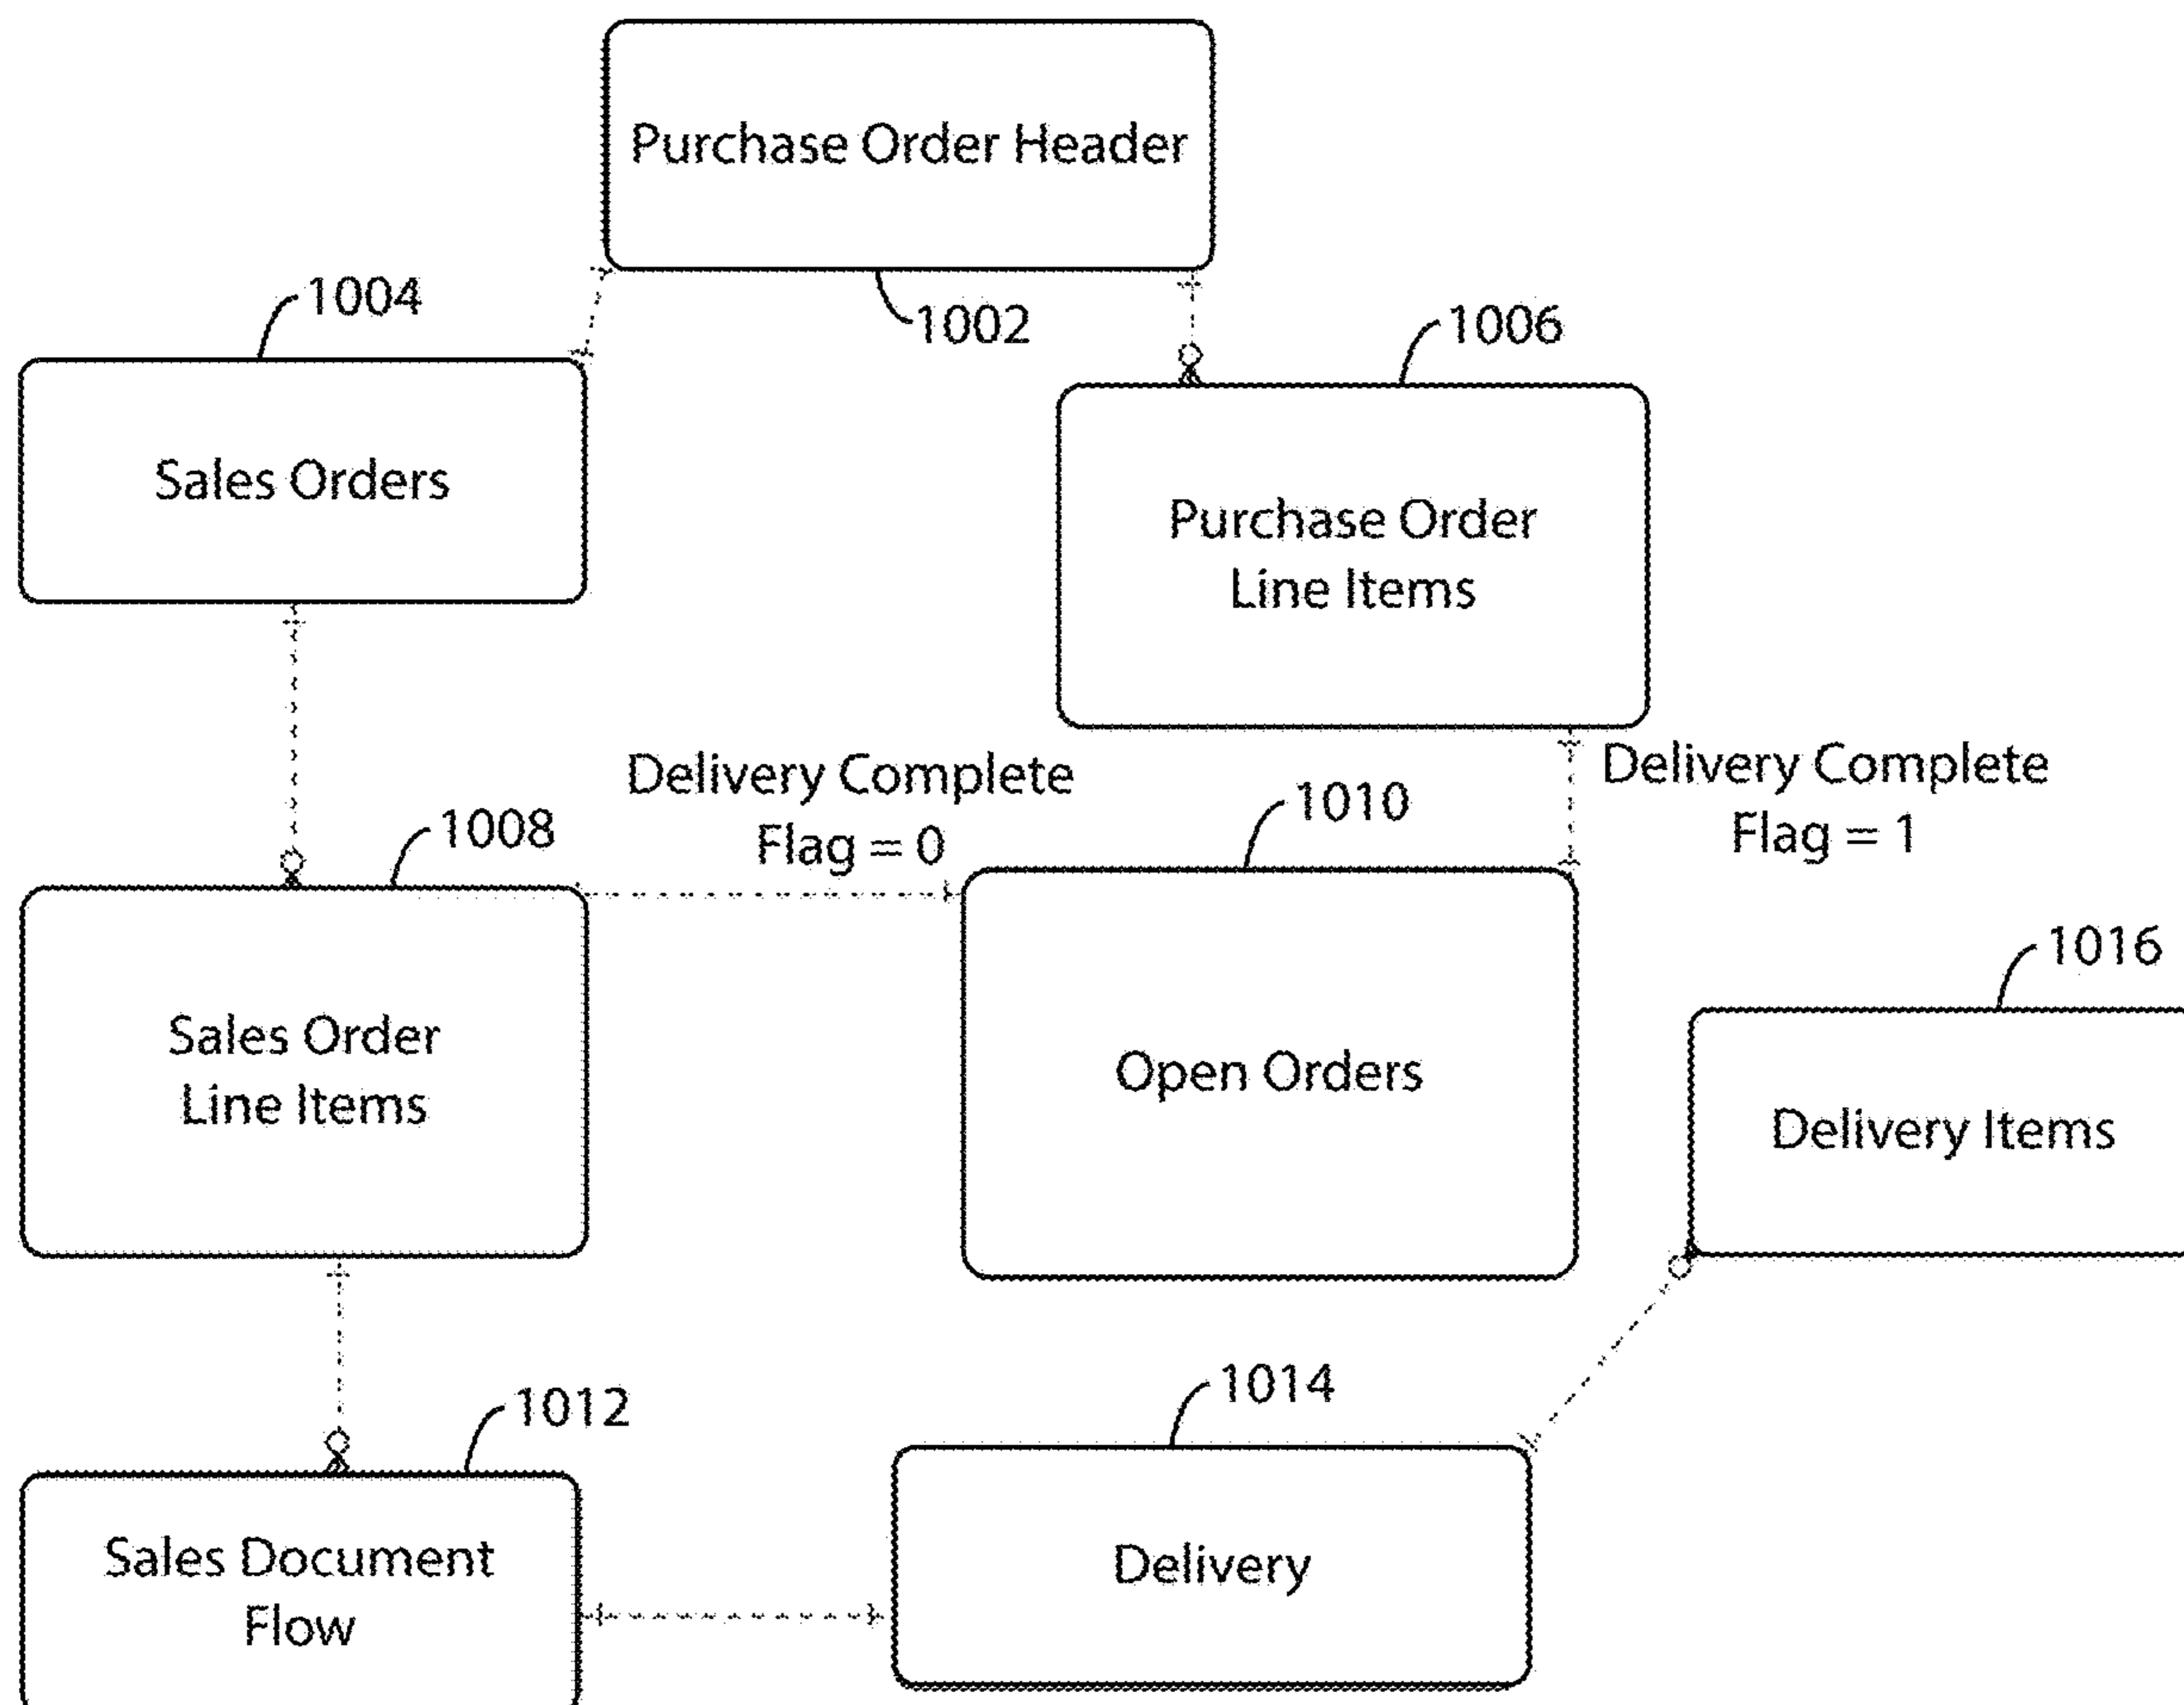 Purchase Order Header
1004
1002
1006
Sales Orders
Purchase Order
Line Items
Delivery Complete
Flag = 0
Delivery Complete
Flag = 1
1008
1010
1016
Sales Order
Line Items
Open Orders
Delivery Items
1012
1014
Sales Document
Flow
Delivery